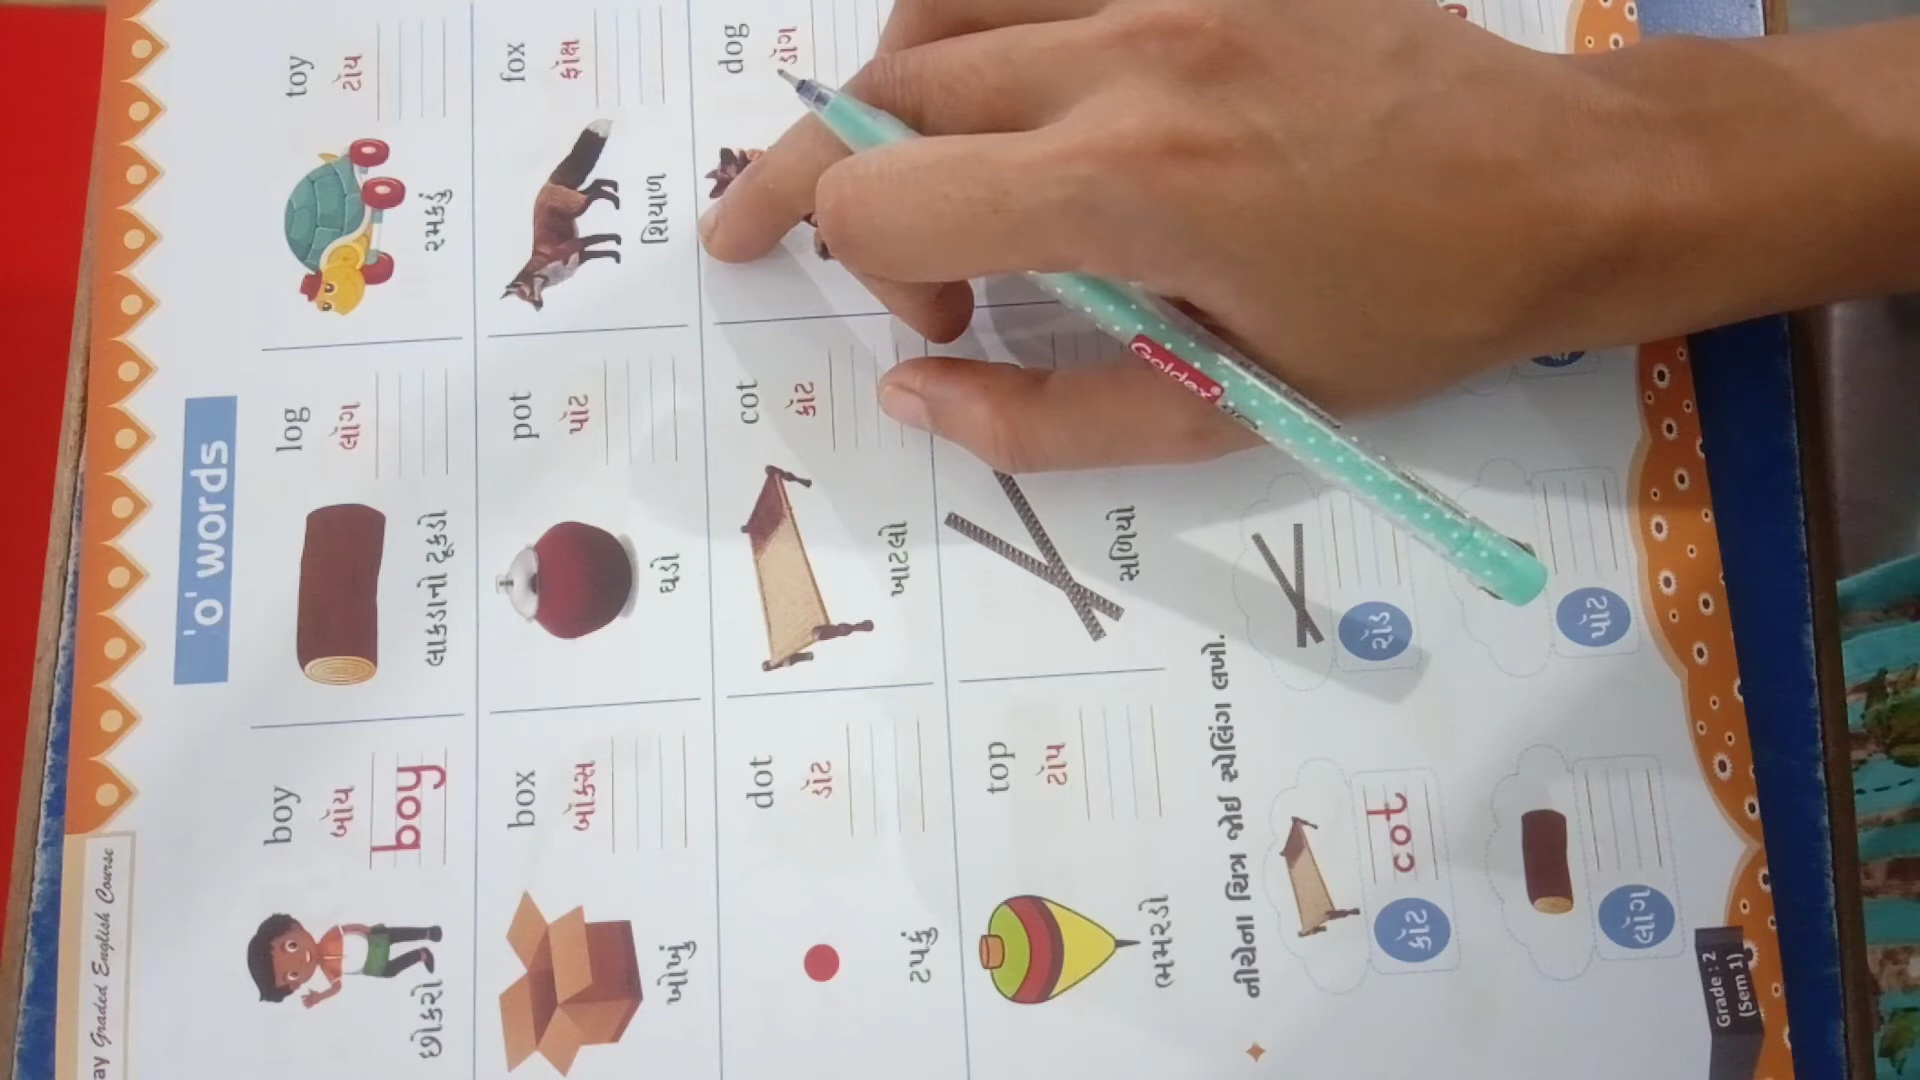 ay Graded English Course
'o' words
boy
બોય
boy
છોકરો
log
લોગ
લાકડાનો ટૂકડો
toy
ટોય
રમકડું
box
બોક્સ
ખોખું
pot
પોટ
ઘડો
fox
ફોક્ષ
શિયાળ
dot
ડોટ
ટપકું
cot
કોટ
ખાટલો
dog
ડોગ
top
ટોપ
ભમરડો
સળિયો
નીચેના ચિત્ર જોઈ સ્પેલિંગ લખો.
કોટ
cot
રોડ
લોગ
પોટ
Grade : 2
(Sem 1)
Goldex